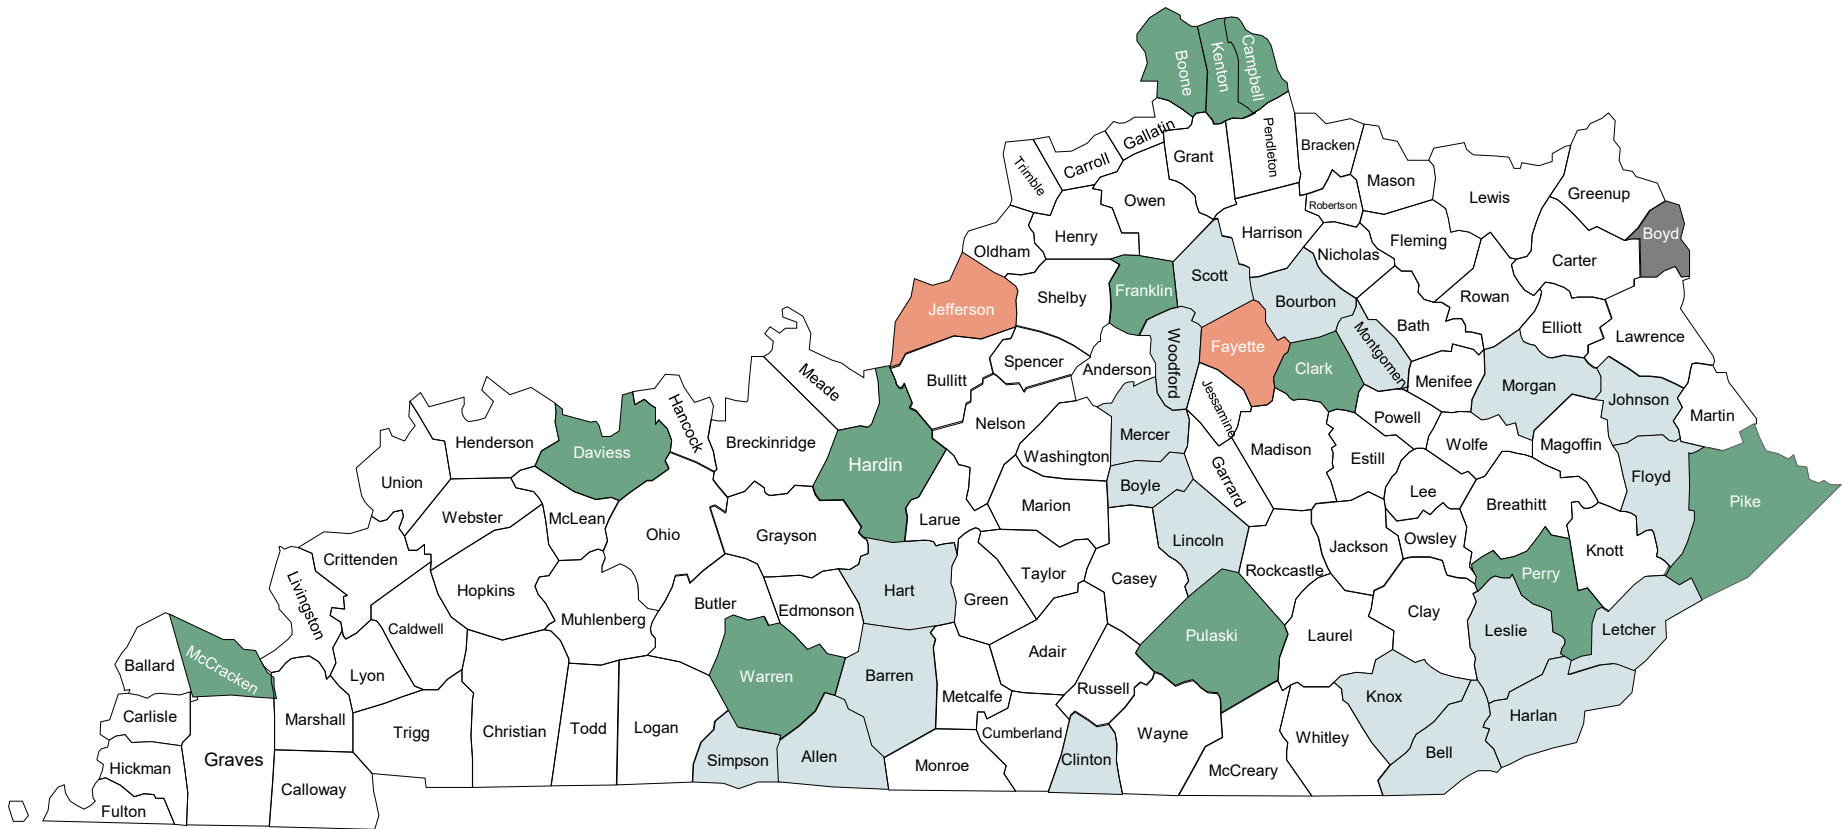 Boone
Kenton
Campbell
Gallatin
Carroll
Trimble
Grant
Pendleton
Bracken
Mason
Lewis
Greenup
Owen
Robertson
Henry
Oldham
Harrison
Fleming
Nicholas
Boyd
Carter
Scott
Franklin
Shelby
Jefferson
Bourbon
Rowan
Bath
Elliott
Lawrence
Woodford
Fayette
Montgomery
Clark
Spencer
Anderson
Bullitt
Meade
Menifee
Morgan
Johnson
Martin
Jessamine
Powell
Nelson
Mercer
Hancock
Breckinridge
Henderson
Daviess
Hardin
Washington
Madison
Estill
Wolfe
Magoffin
Floyd
Pike
Union
Garrard
Boyle
Lee
Breathitt
Marion
Larue
Webster
McLean
Ohio
Grayson
Lincoln
Jackson
Owsley
Knott
Crittenden
Livingston
Hopkins
Taylor
Casey
Rockcastle
Perry
Hart
Green
Butler
Edmonson
Muhlenberg
Clay
Caldwell
Pulaski
Laurel
Leslie
Letcher
Ballard
McCracken
Lyon
Warren
Barren
Adair
Russell
Metcalfe
Knox
Harlan
Carlisle
Marshall
Trigg
Christian
Todd
Logan
Cumberland
Wayne
Whitley
Bell
Simpson
Allen
Clinton
Monroe
McCreary
Graves
Hickman
Calloway
Fulton